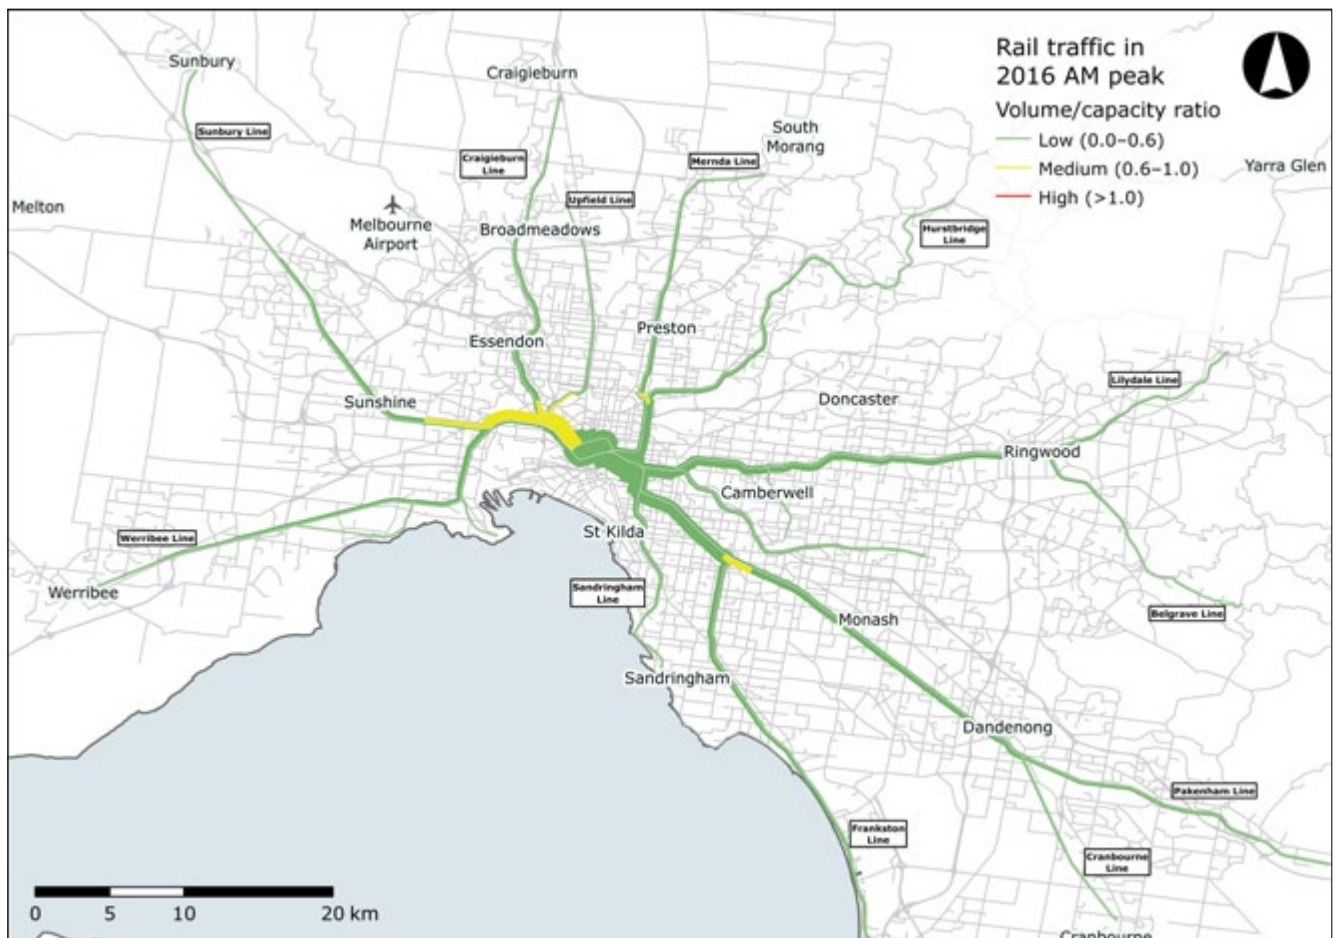 Rail traffic in
2016 AM peak
Volume/capacity ratio
Low (0.0–0.6)
Medium (0.6–1.0)
High (>1.0)
Sunbury
Craigieburn
Sunbury Line
South
Morang
Craigieburn
Line
Mernda Line
Yarra Glen
Upfield Line
Melton
Melbourne
Airport
Broadmeadows
Hurstbridge
Line
Essendon
Preston
Lilydale Line
Sunshine
Doncaster
Ringwood
Camberwell
Werribee Line
St Kilda
Werribee
Sandringham
Line
Belgrave Line
Monash
Sandringham
Dandenong
Pakenham Line
Frankston
Line
Cranbourne
Line
0 5 10 20 km
Cranbourne